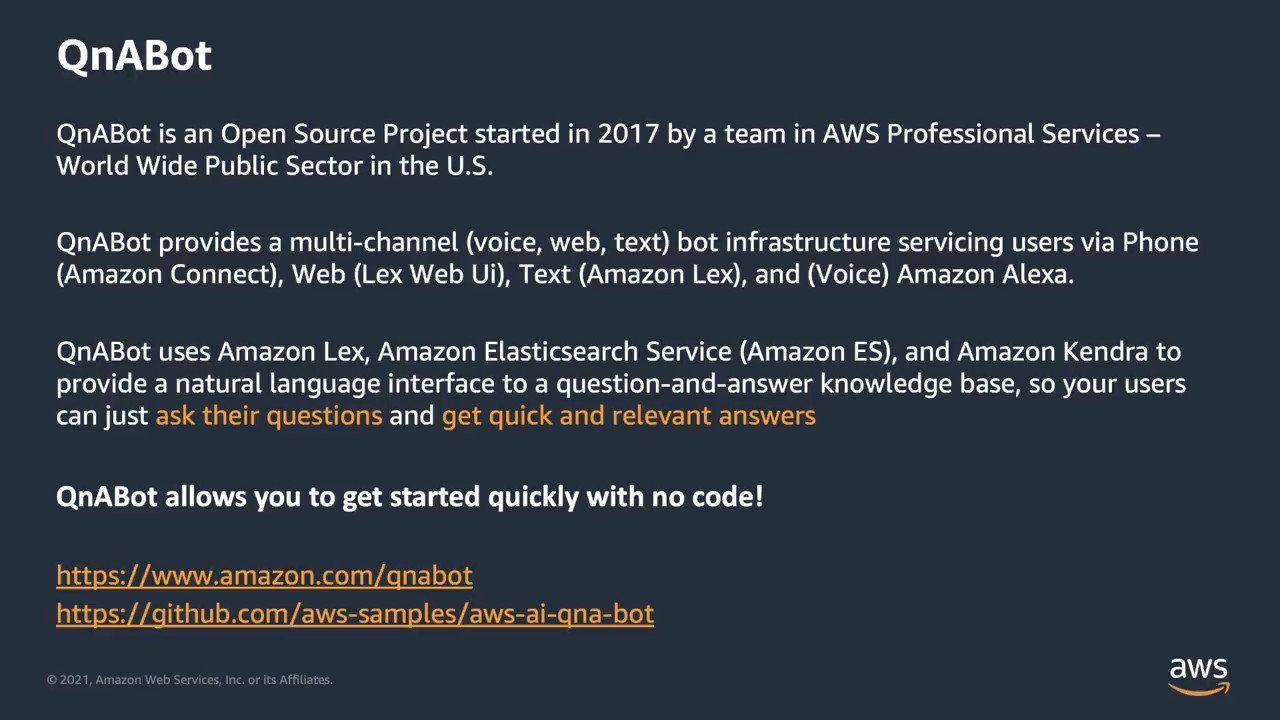 QnABot
QnABot is an Open Source Project started in 2017 by a team in AWS Professional Services –
World Wide Public Sector in the U.S.
QnABot provides a multi-channel (voice, web, text) bot infrastructure servicing users via Phone
(Amazon Connect), Web (Lex Web Ui), Text (Amazon Lex), and (Voice) Amazon Alexa.
QnABot uses Amazon Lex, Amazon Elasticsearch Service (Amazon ES), and Amazon Kendra to
provide a natural language interface to a question-and-answer knowledge base, so your users
can just ask their questions and get quick and relevant answers
QnABot allows you to get started quickly with no code!
https://www.amazon.com/qnabot
https://github.com/aws-samples/aws-ai-qna-bot
© 2021, Amazon Web Services, Inc. or its Affiliates.
aws